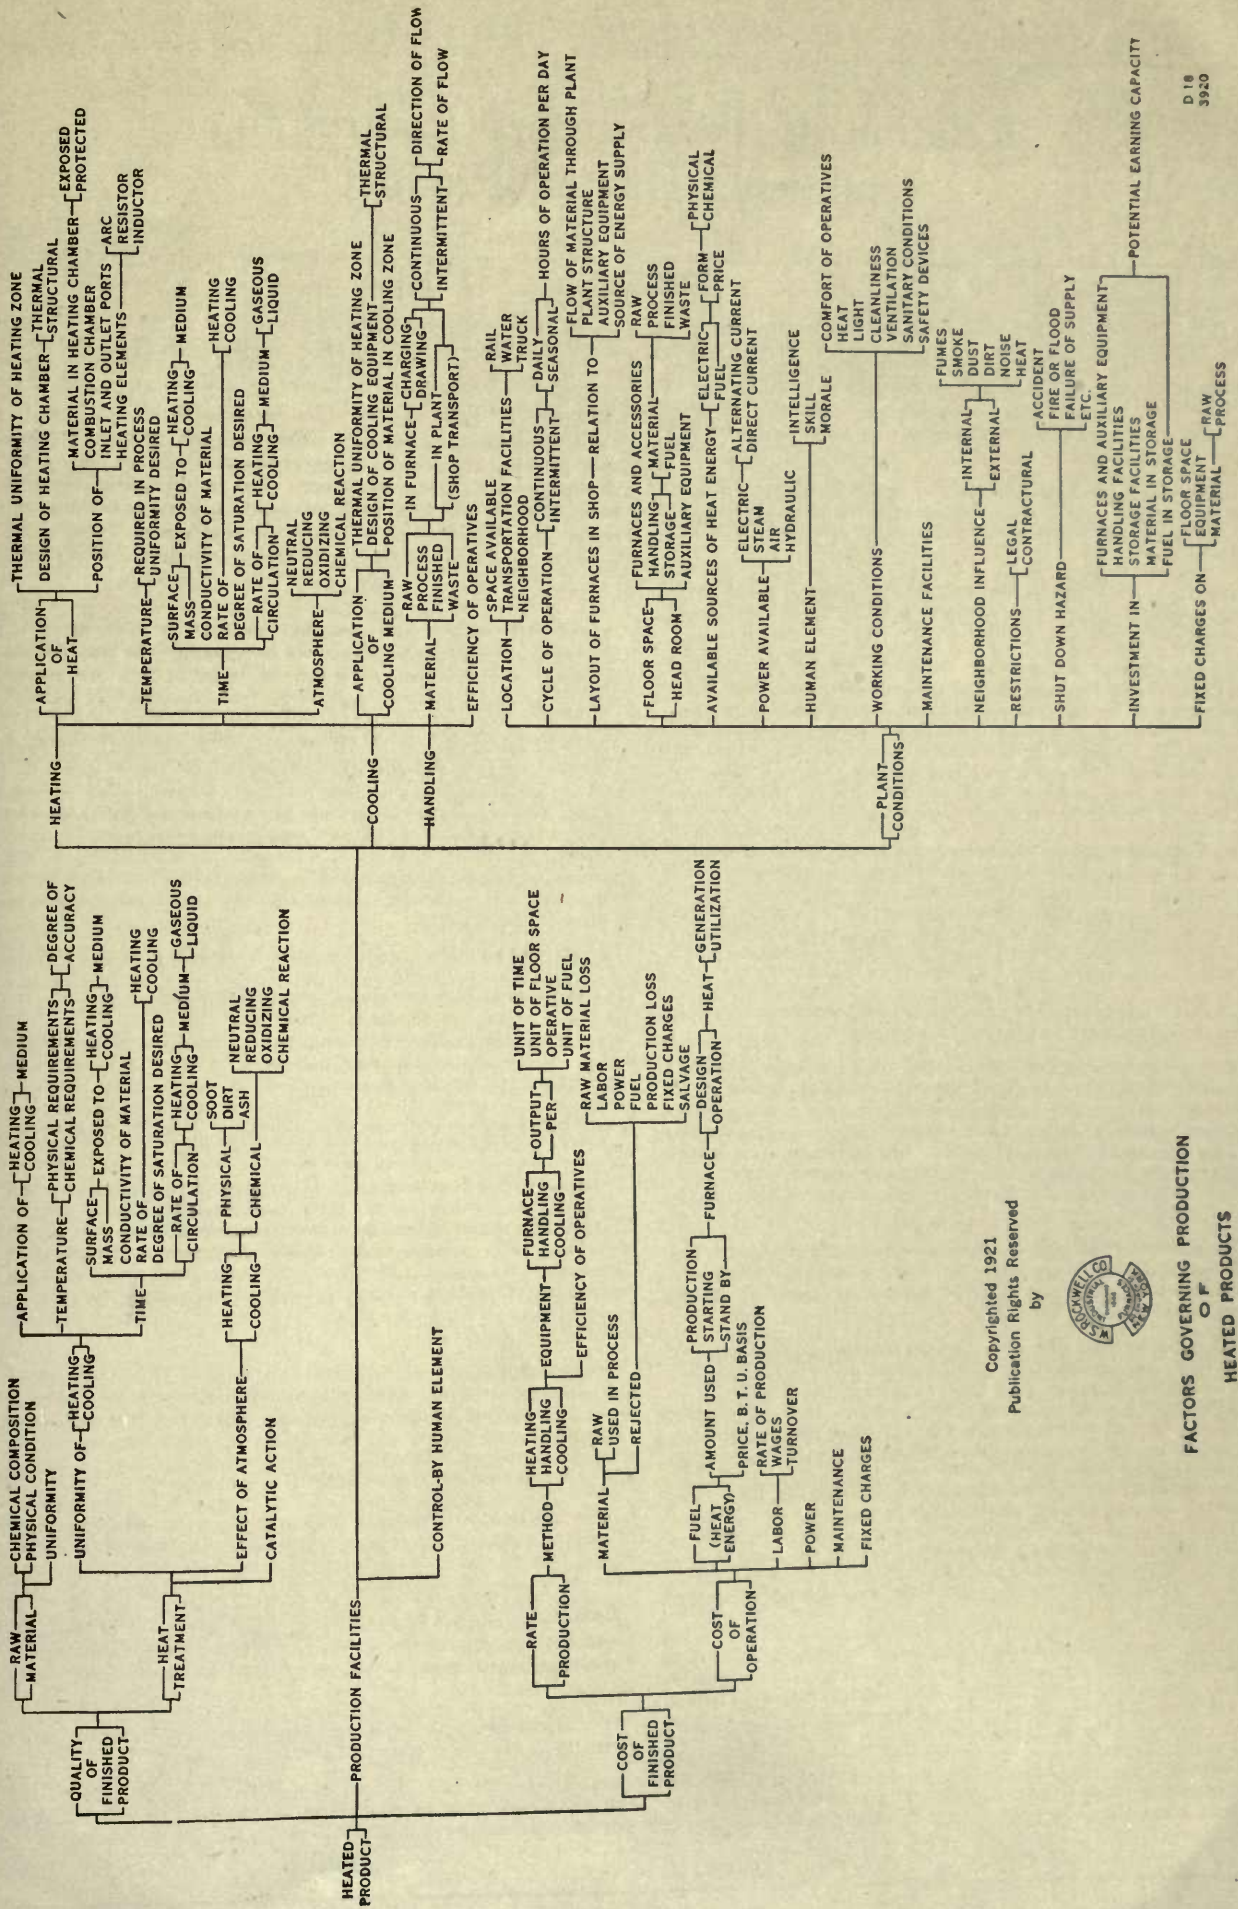 HEATED
PRODUCT
QUALITY
OF
FINISHED
PRODUCT
RAW
MATERIAL
CHEMICAL COMPOSITION
PHYSICAL CONDITION
UNIFORMITY
HEAT
TREATMENT
UNIFORMITY OF
HEATING
COOLING
APPLICATION OF
HEATING
COOLING
MEDIUM
TEMPERATURE
PHYSICAL REQUIREMENTS
CHEMICAL REQUIREMENTS
DEGREE OF
ACCURACY
TIME
SURFACE
MASS
EXPOSED TO
HEATING
COOLING
MEDIUM
CONDUCTIVITY OF MATERIAL
RATE OF
HEATING
COOLING
DEGREE OF SATURATION DESIRED
RATE OF
CIRCULATION
HEATING
COOLING
MEDIUM
GASEOUS
LIQUID
EFFECT OF ATMOSPHERE
HEATING
COOLING
PHYSICAL
SOOT
DIRT
ASH
CHEMICAL
NEUTRAL
REDUCING
OXIDIZING
CHEMICAL REACTION
CATALYTIC ACTION
PRODUCTION FACILITIES
CONTROL-BY HUMAN ELEMENT
HEATING
APPLICATION
OF
HEAT
THERMAL UNIFORMITY OF HEATING ZONE
DESIGN OF HEATING CHAMBER
THERMAL
STRUCTURAL
POSITION OF
MATERIAL IN HEATING CHAMBER
EXPOSED
PROTECTED
COMBUSTION CHAMBER
INLET AND OUTLET PORTS
HEATING ELEMENTS
ARC
RESISTOR
INDUCTOR
TEMPERATURE
REQUIRED IN PROCESS
UNIFORMITY DESIRED
TIME
SURFACE
MASS
EXPOSED TO
HEATING
COOLING
MEDIUM
CONDUCTIVITY OF MATERIAL
RATE OF
HEATING
COOLING
DEGREE OF SATURATION DESIRED
RATE OF
CIRCULATION
HEATING
COOLING
MEDIUM
GASEOUS
LIQUID
ATMOSPHERE
NEUTRAL
REDUCING
OXIDIZING
CHEMICAL REACTION
COOLING
APPLICATION
OF
COOLING MEDIUM
THERMAL UNIFORMITY OF HEATING ZONE
DESIGN OF COOLING EQUIPMENT
THERMAL
STRUCTURAL
POSITION OF MATERIAL IN COOLING ZONE
HANDLING
MATERIAL
RAW
PROCESS
FINISHED
WASTE
IN FURNACE
CHARGING
DRAWING
IN PLANT
(SHOP TRANSPORT)
CONTINUOUS
INTERMITTENT
DIRECTION OF FLOW
RATE OF FLOW
EFFICIENCY OF OPERATIVES
PLANT
CONDITIONS
LOCATION
SPACE AVAILABLE
TRANSPORTATION FACILITIES
RAIL
WATER
TRUCK
NEIGHBORHOOD
CYCLE OF OPERATION
CONTINUOUS
INTERMITTENT
DAILY
SEASONAL
HOURS OF OPERATION PER DAY
LAYOUT OF FURNACES IN SHOP
RELATION TO
FLOW OF MATERIAL THROUGH PLANT
PLANT STRUCTURE
AUXILIARY EQUIPMENT
SOURCE OF ENERGY SUPPLY
FLOOR SPACE
HEAD ROOM
FURNACES AND ACCESSORIES
HANDLING
STORAGE
MATERIAL
FUEL
RAW
PROCESS
FINISHED
WASTE
AUXILIARY EQUIPMENT
AVAILABLE SOURCES OF HEAT ENERGY
ELECTRIC
FUEL
FORM
PRICE
PHYSICAL
CHEMICAL
POWER AVAILABLE
ELECTRIC
STEAM
AIR
HYDRAULIC
ALTERNATING CURRENT
DIRECT CURRENT
HUMAN ELEMENT
INTELLIGENCE
SKILL
MORALE
WORKING CONDITIONS
COMFORT OF OPERATIVES
HEAT
LIGHT
CLEANLINESS
VENTILATION
SANITARY CONDITIONS
SAFETY DEVICES
MAINTENANCE FACILITIES
NEIGHBORHOOD INFLUENCE
INTERNAL
EXTERNAL
FUMES
SMOKE
DUST
DIRT
NOISE
HEAT
RESTRICTIONS
LEGAL
CONTRACTURAL
SHUT DOWN HAZARD
ACCIDENT
FIRE OR FLOOD
FAILURE OF SUPPLY
ETC.
INVESTMENT IN
FURNACES AND AUXILIARY EQUIPMENT
HANDLING FACILITIES
STORAGE FACILITIES
MATERIAL IN STORAGE
FUEL IN STORAGE
POTENTIAL EARNING CAPACITY
FIXED CHARGES ON
FLOOR SPACE
EQUIPMENT
MATERIAL
RAW
PROCESS
COST
OF
FINISHED
PRODUCT
RATE
PRODUCTION
METHOD
HEATING
HANDLING
COOLING
EQUIPMENT
FURNACE
HANDLING
COOLING
OUTPUT
PER
UNIT OF TIME
UNIT OF FLOOR SPACE
OPERATIVE
UNIT OF FUEL
EFFICIENCY OF OPERATIVES
COST
OF
OPERATION
MATERIAL
RAW
USED IN PROCESS
REJECTED
RAW MATERIAL LOSS
LABOR
POWER
FUEL
PRODUCTION LOSS
FIXED CHARGES
SALVAGE
FUEL
(HEAT
ENERGY)
AMOUNT USED
PRODUCTION
STARTING
STAND BY
FURNACE
DESIGN
OPERATION
HEAT
GENERATION
UTILIZATION
PRICE, B. T. U. BASIS
LABOR
RATE OF PRODUCTION
WAGES
TURNOVER
POWER
MAINTENANCE
FIXED CHARGES
Copyrighted 1921
Publication Rights Reserved
by
W.S. ROCKWELL CO
FACTORS GOVERNING PRODUCTION
OF
HEATED PRODUCTS
D 18
3920